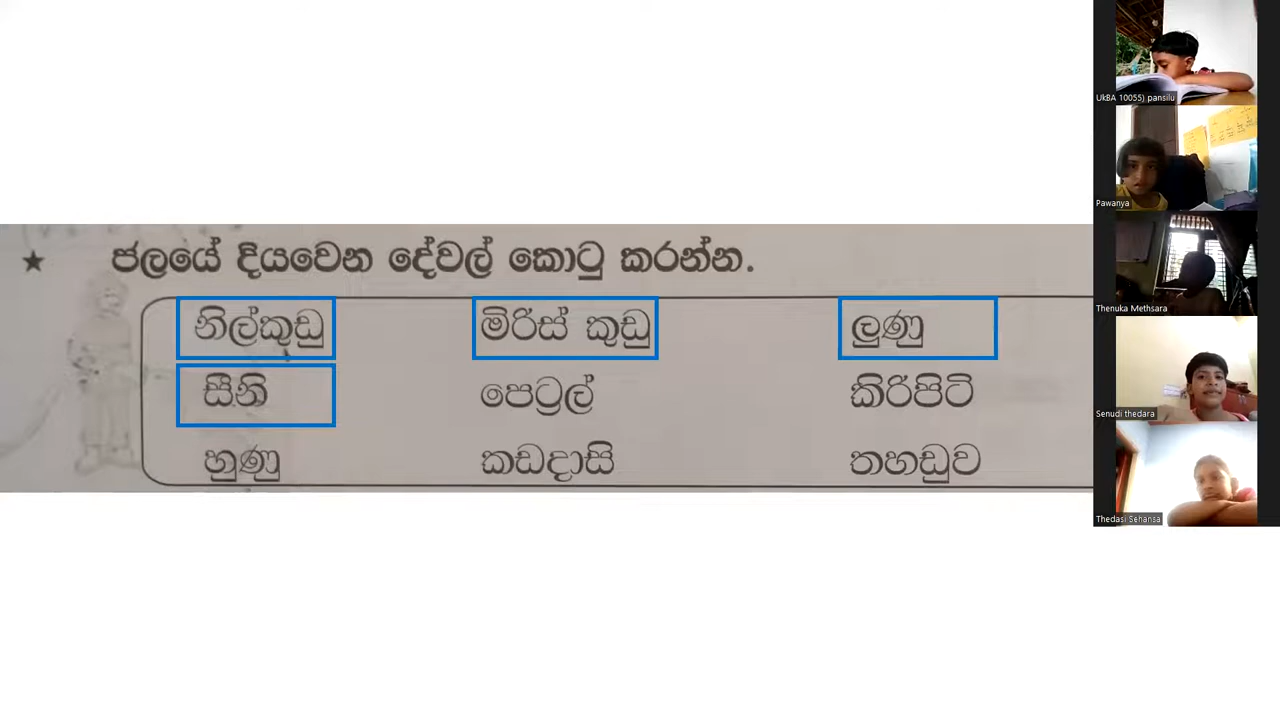 ★ ජලයේ දියවෙන දේවල් කොටු කරන්න.
නිල්කුඩු මිරිස් කුඩු ලුණු
සීනි පෙට්‍රල් කිරිපිටි
හුණු කඩදාසි තහඩුව
UkBA 10055) pansilu
Pawanya
Thenuka Methsara
Senudi thedara
Thedasi Sehansa